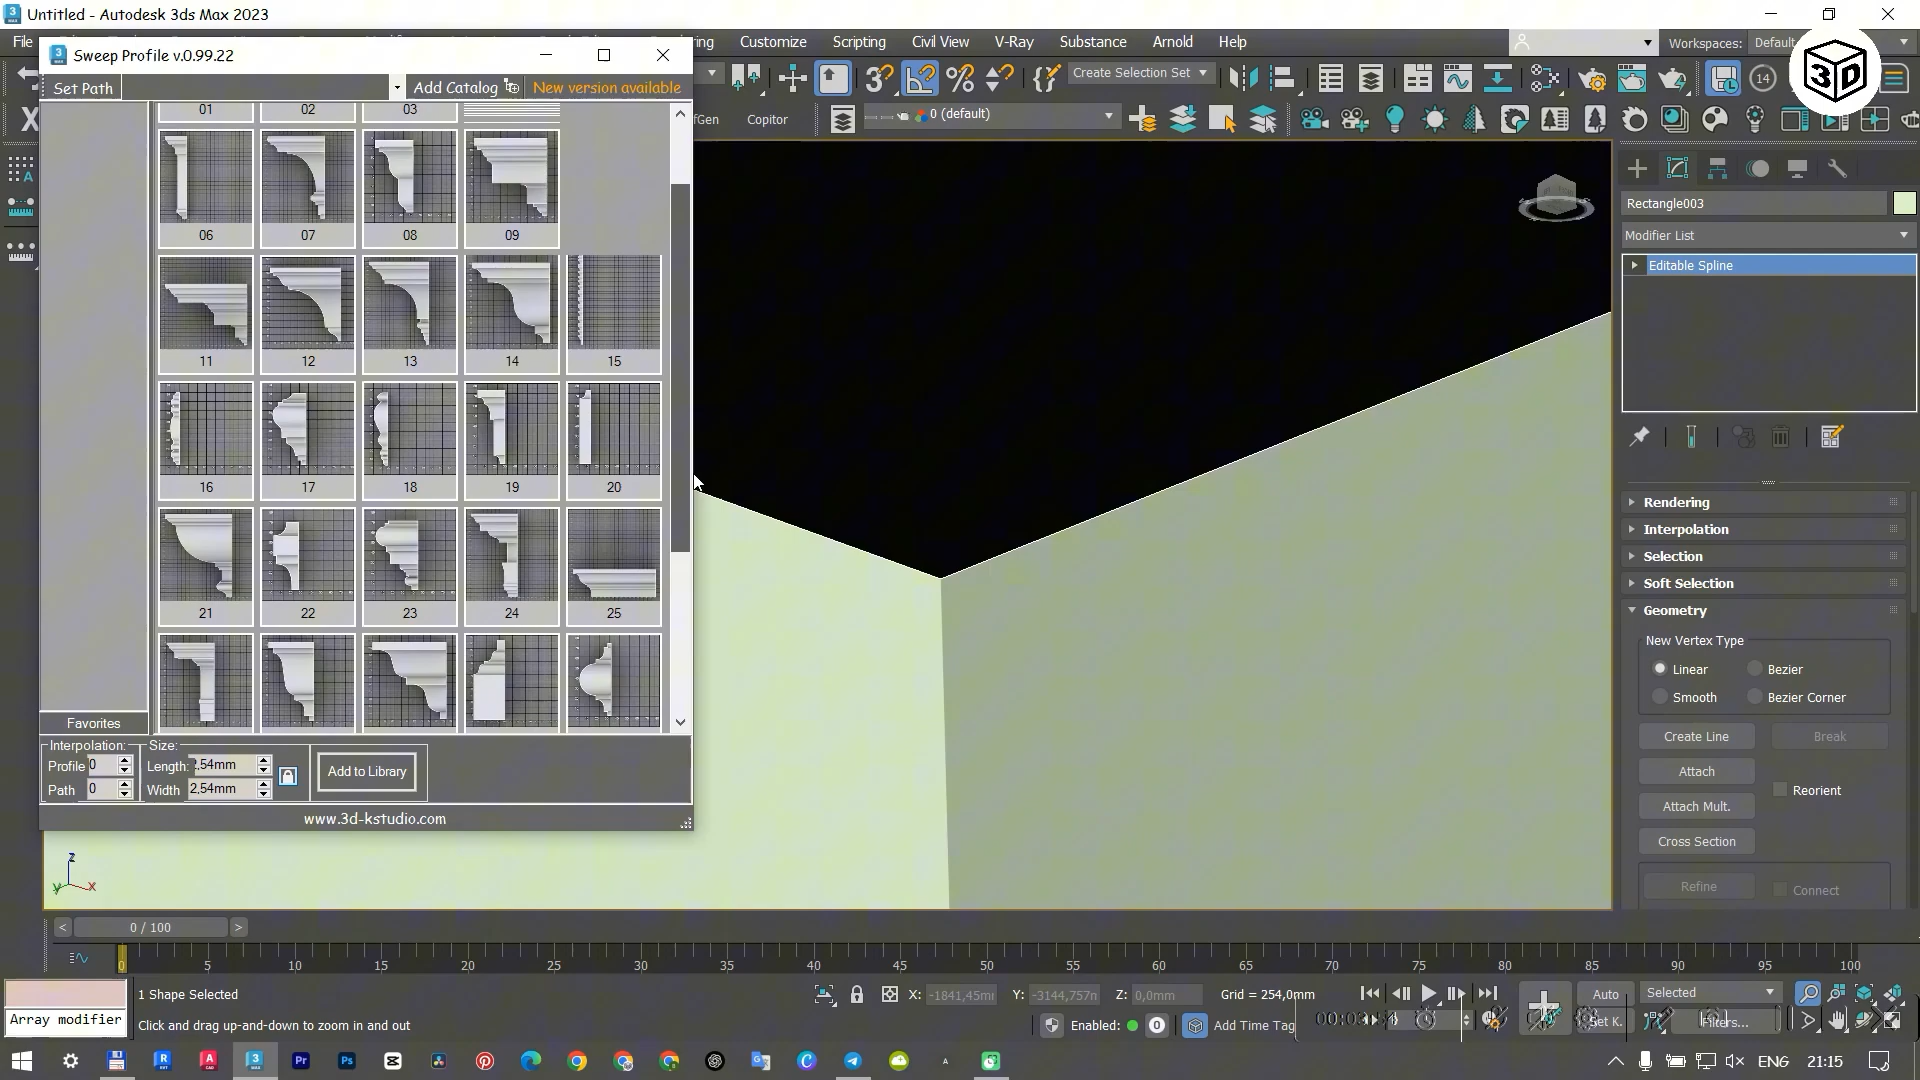 Untitled - Autodesk 3ds Max 2023
File
Customize
Scripting
Civil View
V-Ray
Substance
Arnold
Help
Workspaces: Default
Sweep Profile v.0.99.22
Set Path
Add Catalog
New version available
Create Selection Set
14
3D
Copitor
0 (default)
01
02
03
06
07
08
09
11
12
13
14
15
16
17
18
19
20
21
22
23
24
25
Favorites
Interpolation:
Size:
Profile 0
Length: 2,54mm
Path 0
Width 2,54mm
Add to Library
www.3d-kstudio.com
Rectangle003
Modifier List
Editable Spline
Rendering
Interpolation
Selection
Soft Selection
Geometry
New Vertex Type
Linear
Bezier
Smooth
Bezier Corner
Create Line
Break
Attach
Reorient
Attach Mult.
Cross Section
Refine
Connect
z
y
x
< 0 / 100 >
0 5 10 15 20 25 30 35 40 45 50 55 60 65 70 75 80 85 90 95 100
1 Shape Selected
X: -1841,45m
Y: -3144,757
Z: 0,0mm
Grid = 254,0mm
Auto
Selected
Array modifier
Click and drag up-and-down to zoom in and out
Enabled:
0
Add Time Tag
Set K.
Filters...
ENG
21:15